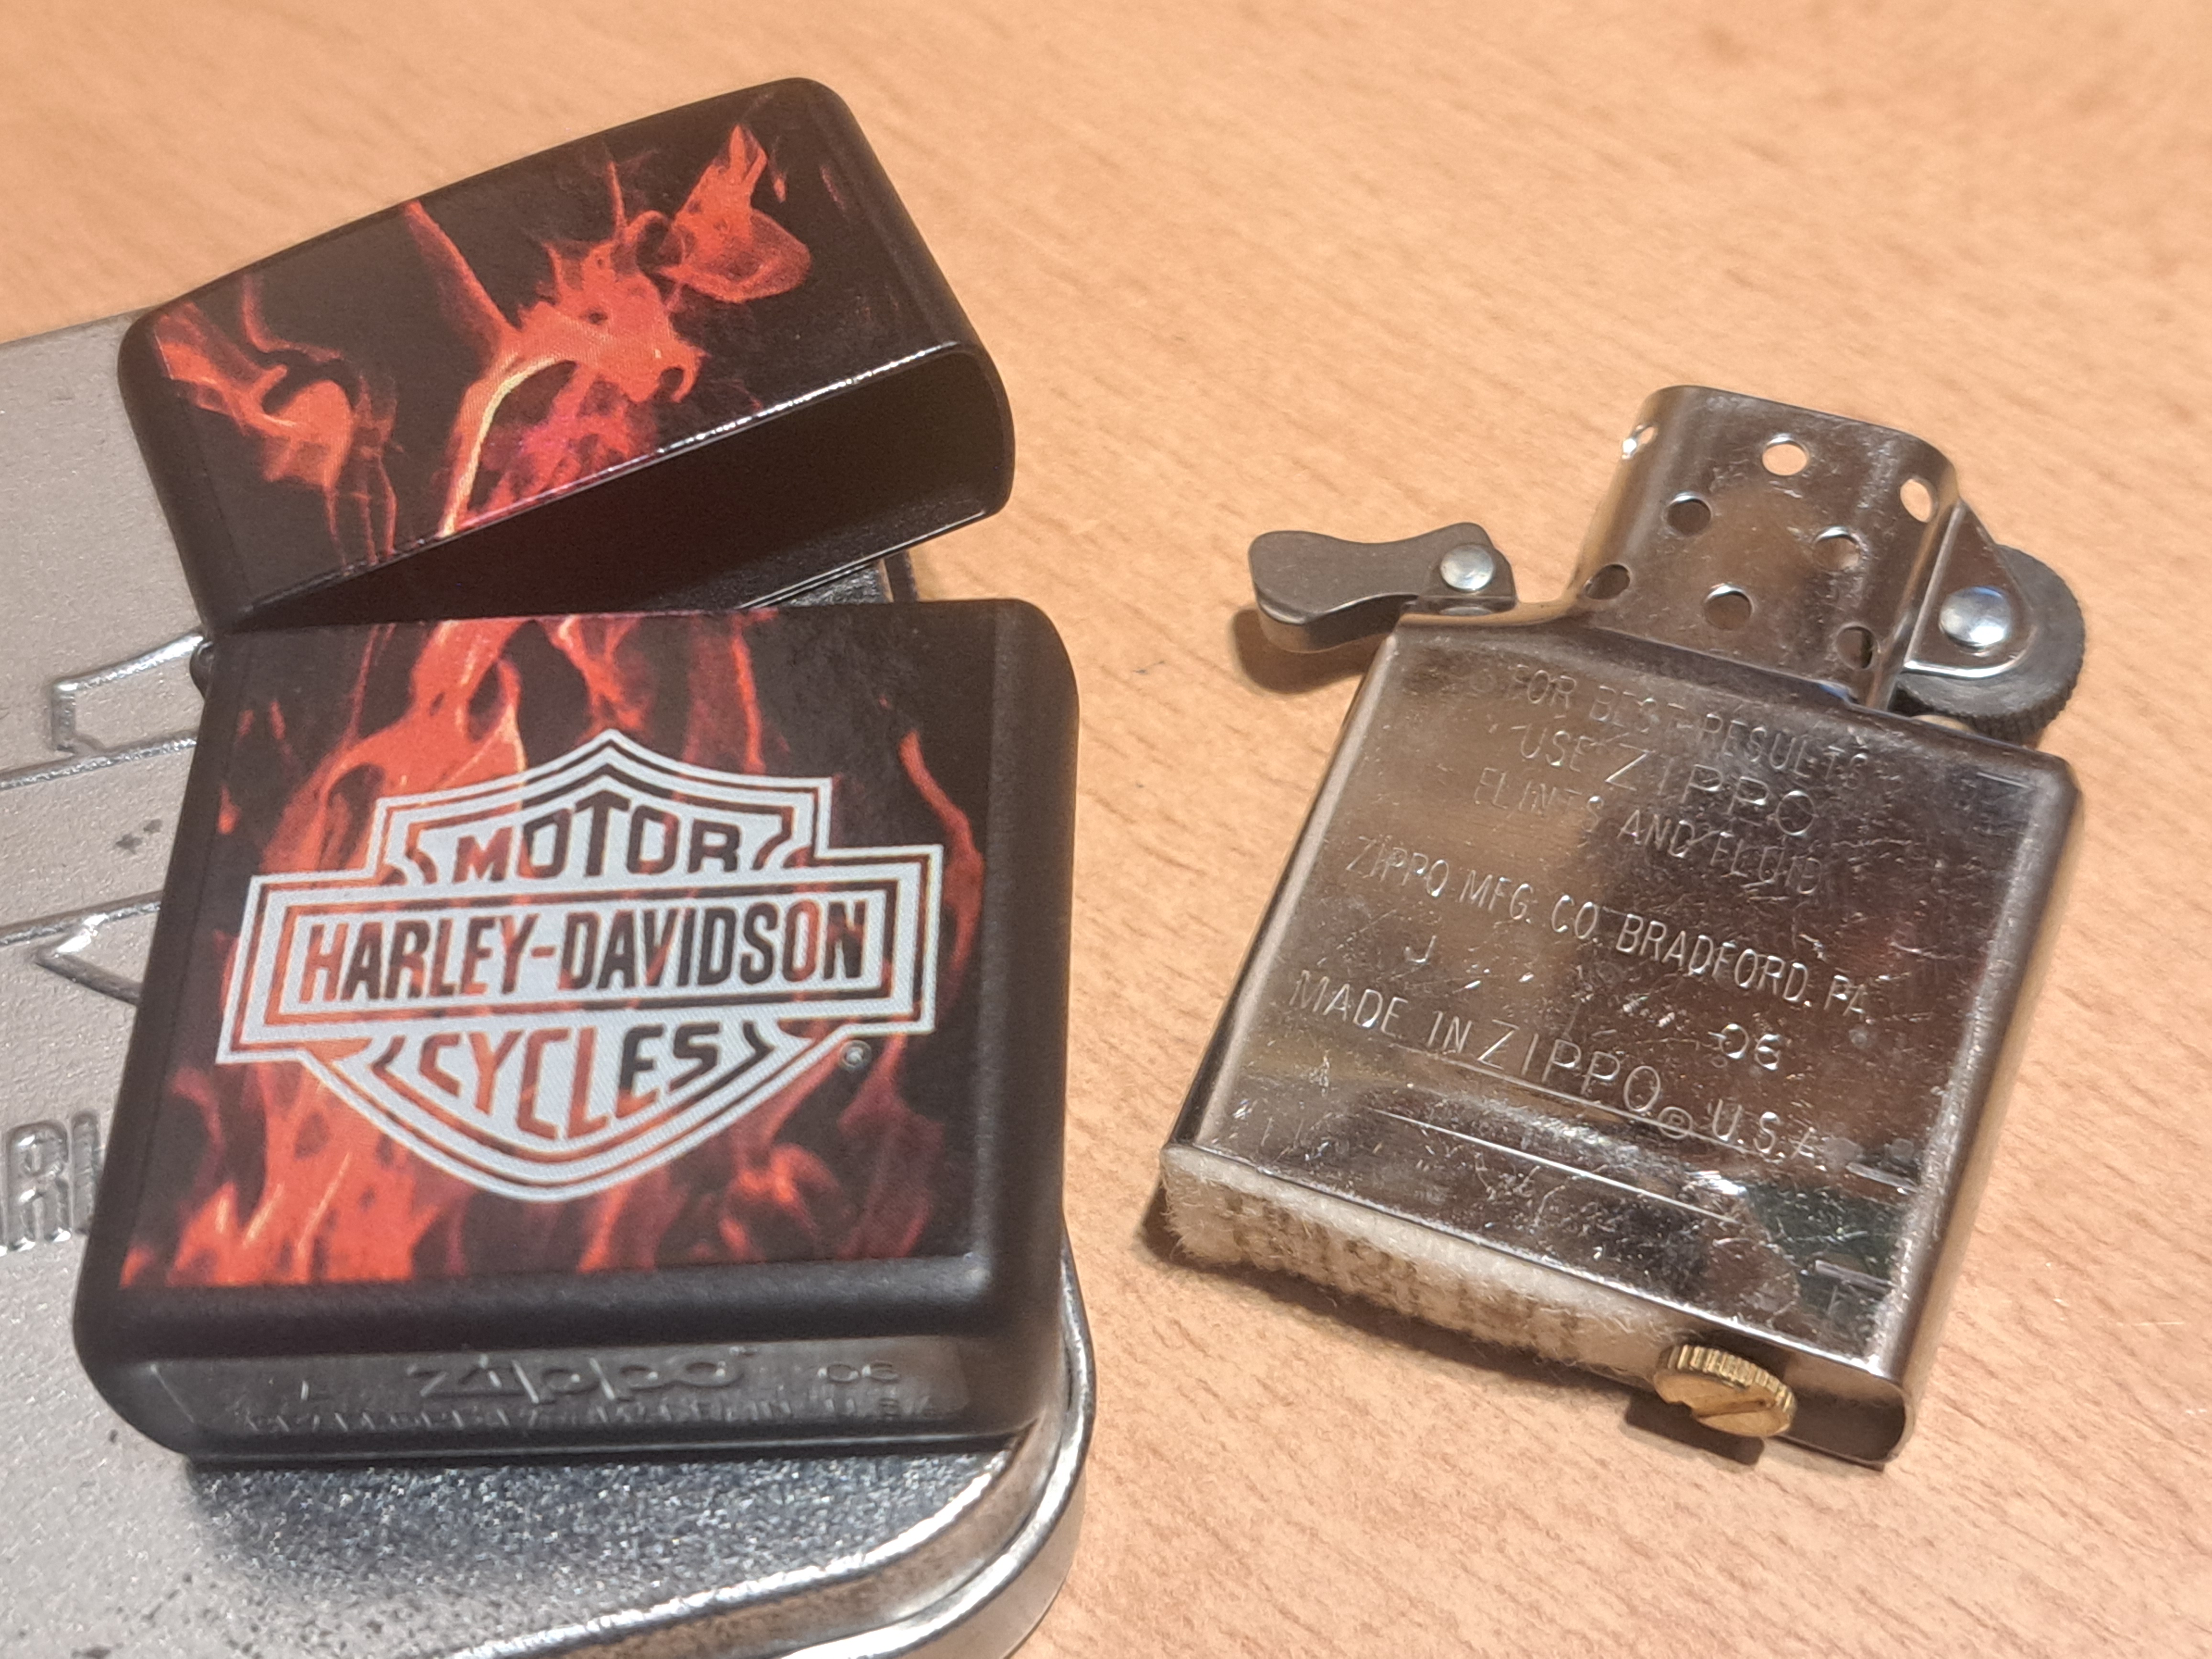 MOTOR
HARLEY-DAVIDSON
CYCLES
®
zippo
FOR BEST RESULTS
USE ZIPPO
FLINTS AND FLUID
ZIPPO MFG. CO. BRADFORD. PA.
J 06
MADE IN ZIPPO® U.S.A.